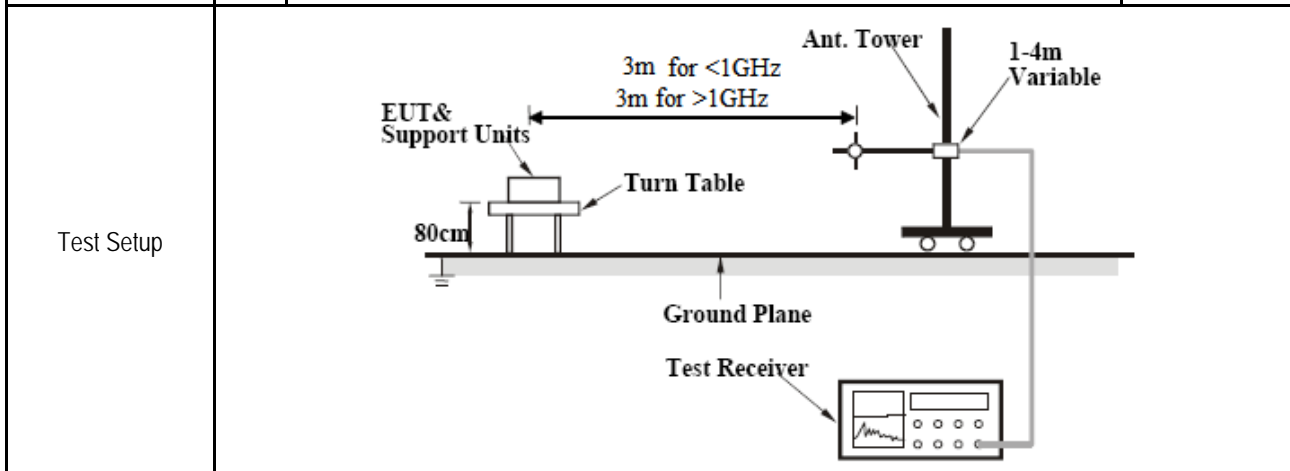 Test Setup
Ant. Tower
1-4m
Variable
3m for <1GHz
3m for >1GHz
EUT&
Support Units
Turn Table
80cm
Ground Plane
Test Receiver